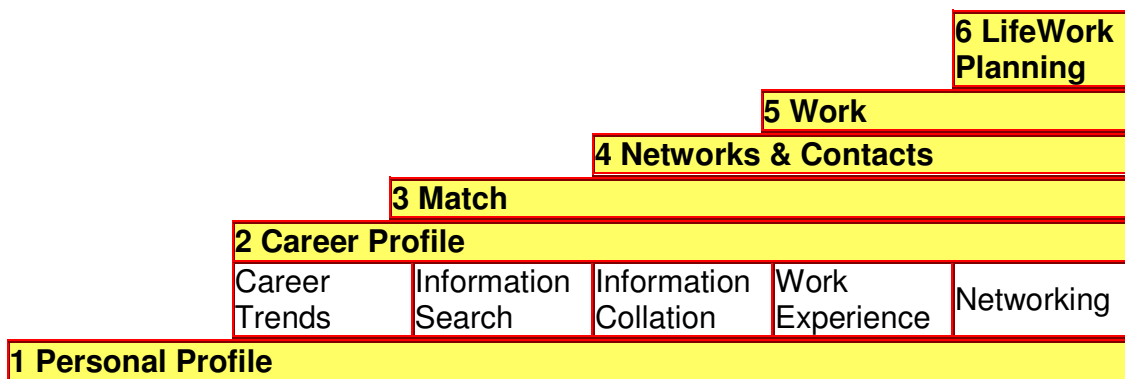 6 LifeWork
Planning
5 Work
4 Networks & Contacts
3 Match
2 Career Profile
Career
Trends
Information
Search
Information
Collation
Work
Experience
Networking
1 Personal Profile